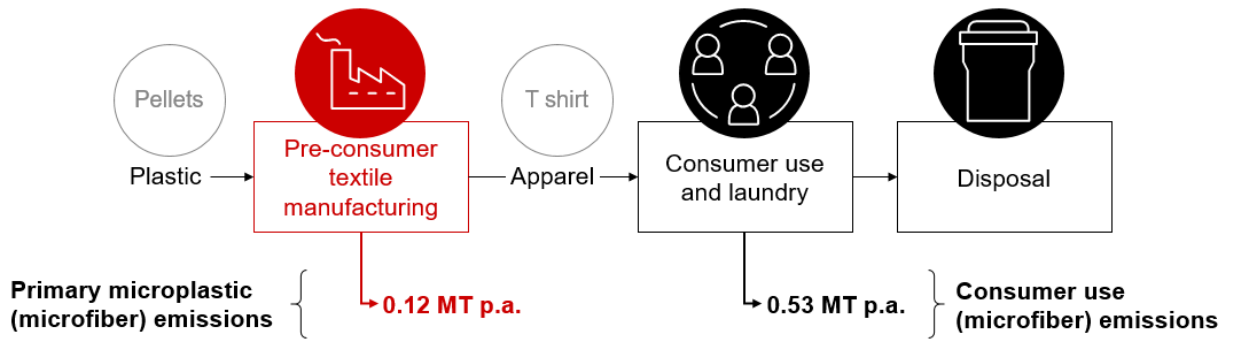 Pellets
T shirt
Plastic
Pre-consumer
textile
manufacturing
Apparel
Consumer use
and laundry
Disposal
Primary microplastic
(microfiber) emissions
0.12 MT p.a.
0.53 MT p.a.
Consumer use
(microfiber) emissions